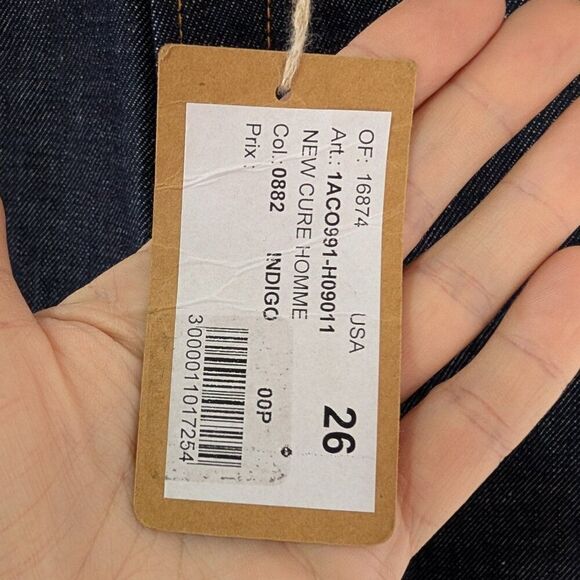 OF: 16874 USA
Art.: 1ACO991-H09011
NEW CURE HOMME 26
Col.: 0882 INDIGO
Prix :
00P
3000011017254